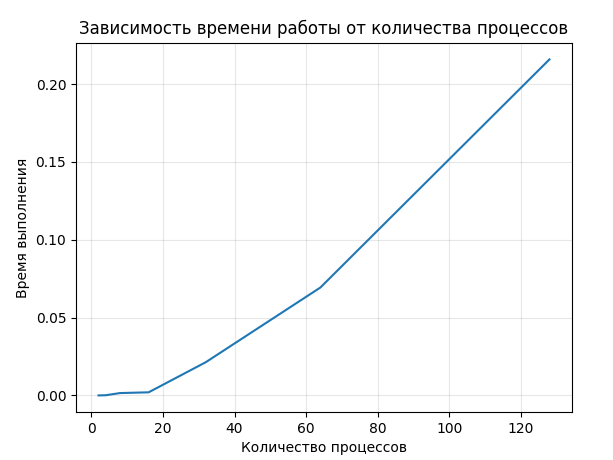 Зависимость времени работы от количества процессов
Время выполнения
0.20
0.15
0.10
0.05
0.00
0 20 40 60 80 100 120
Количество процессов